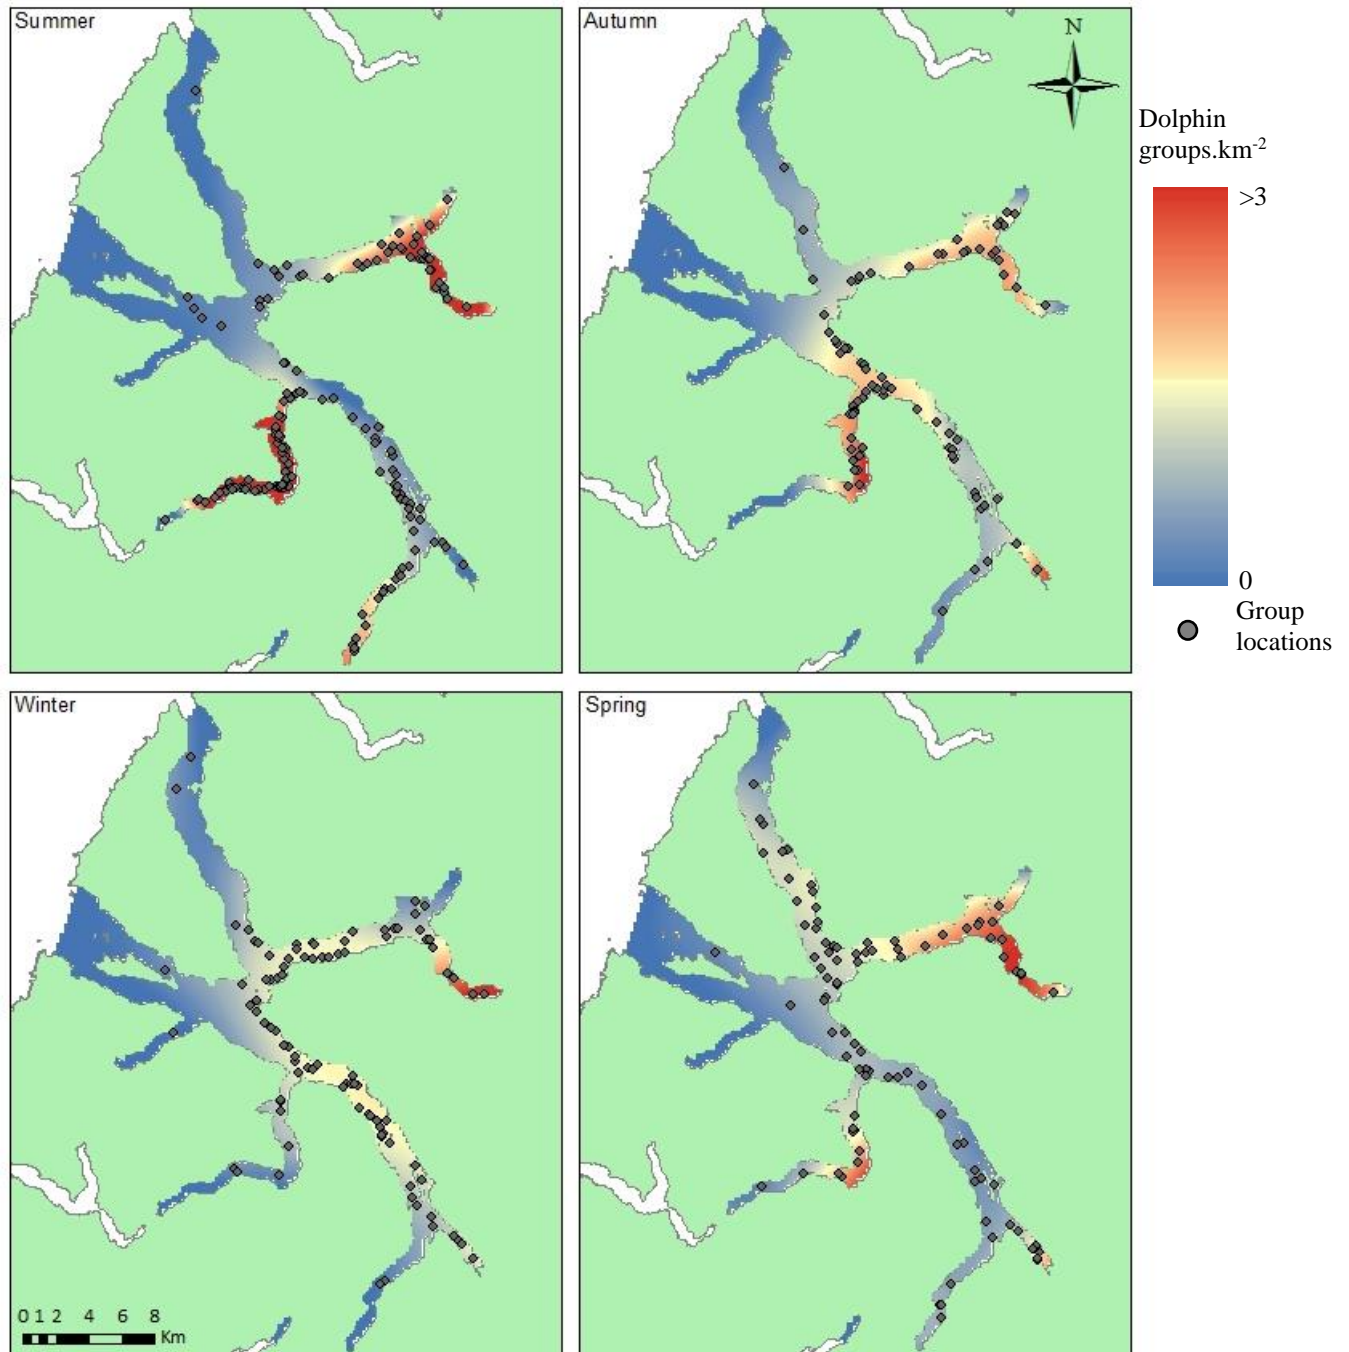 Summer
Autumn
N
Dolphin
groups.km-2
>3
0
Group
locations
Winter
Spring
0 1 2 4 6 8
Km